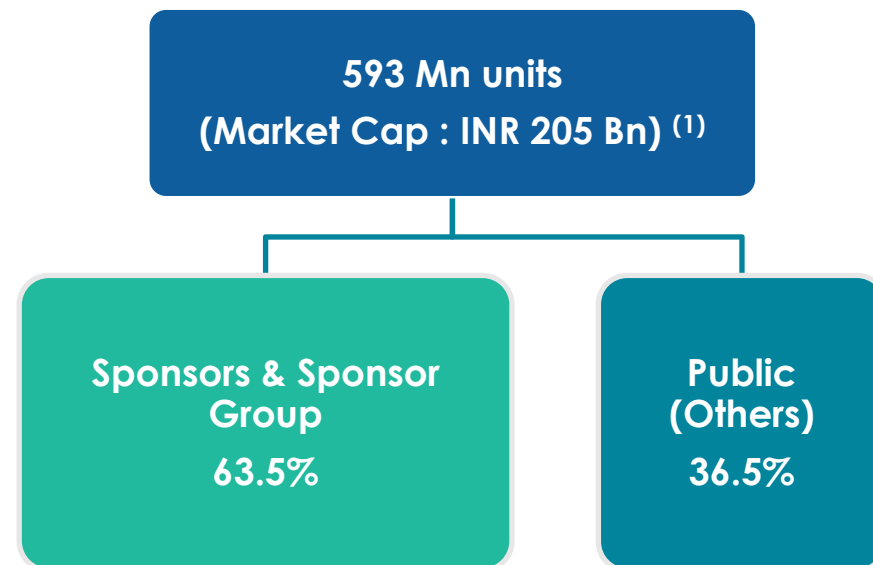 593 Mn units
(Market Cap : INR 205 Bn) (1)
Sponsors & Sponsor
Group
63.5%
Public
(Others)
36.5%